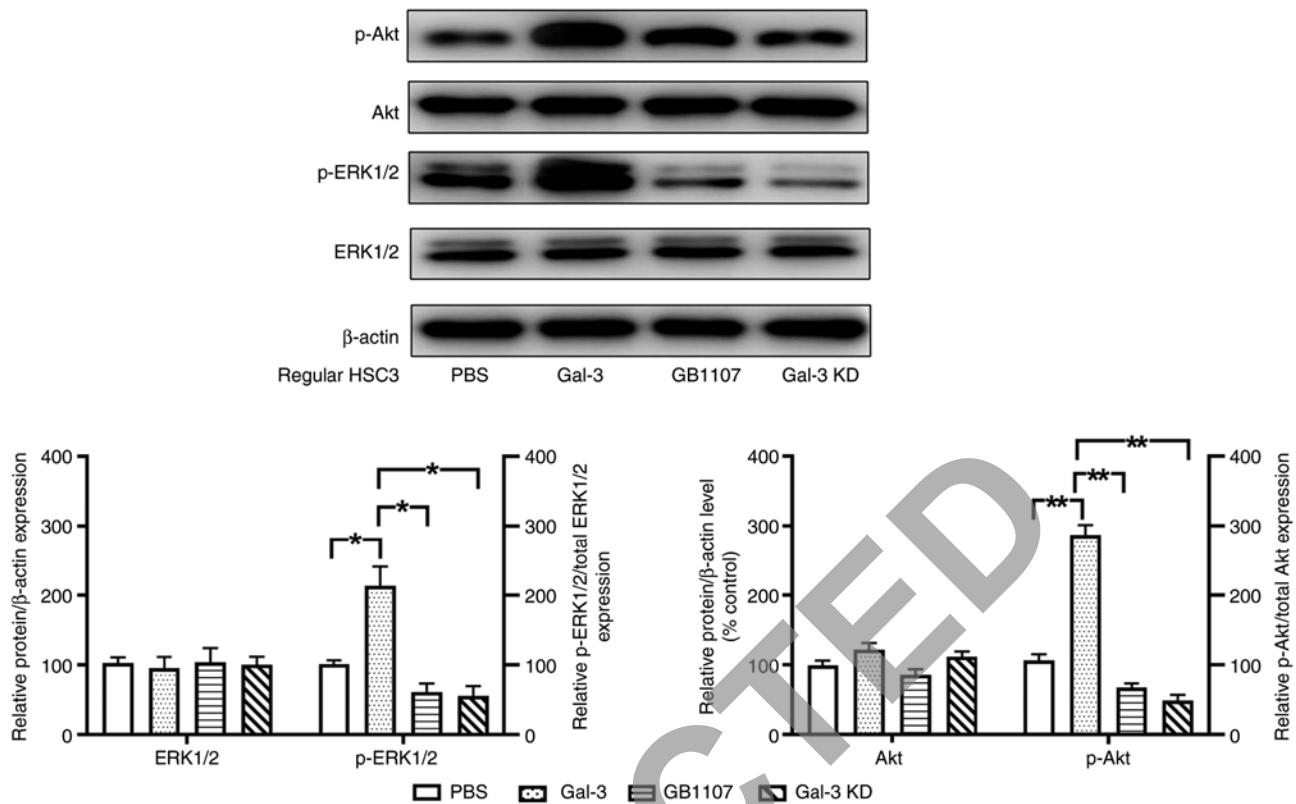 p-Akt
Akt
p-ERK1/2
ERK1/2
β-actin
Regular HSC3 PBS Gal-3 GB1107 Gal-3 KD
Relative protein/β-actin expression
400
300
200
100
0
* * *
ERK1/2 p-ERK1/2
400
300
200
100
0
Relative p-ERK1/2/total ERK1/2
expression
Relative protein/β-actin level
(% control)
400
300
200
100
0
** ** **
Akt p-Akt
400
300
200
100
0
Relative p-Akt/total Akt expression
PBS Gal-3 GB1107 Gal-3 KD
CTED